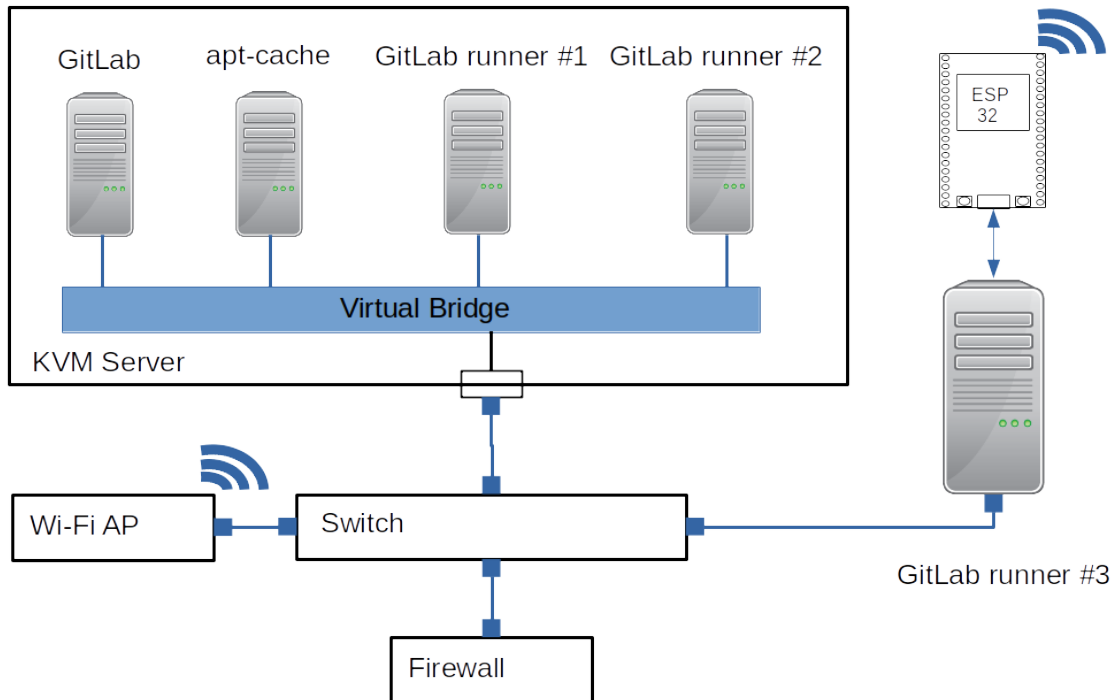 GitLab
apt-cache
GitLab runner #1
GitLab runner #2
ESP
32
Virtual Bridge
KVM Server
Wi-Fi AP
Switch
GitLab runner #3
Firewall